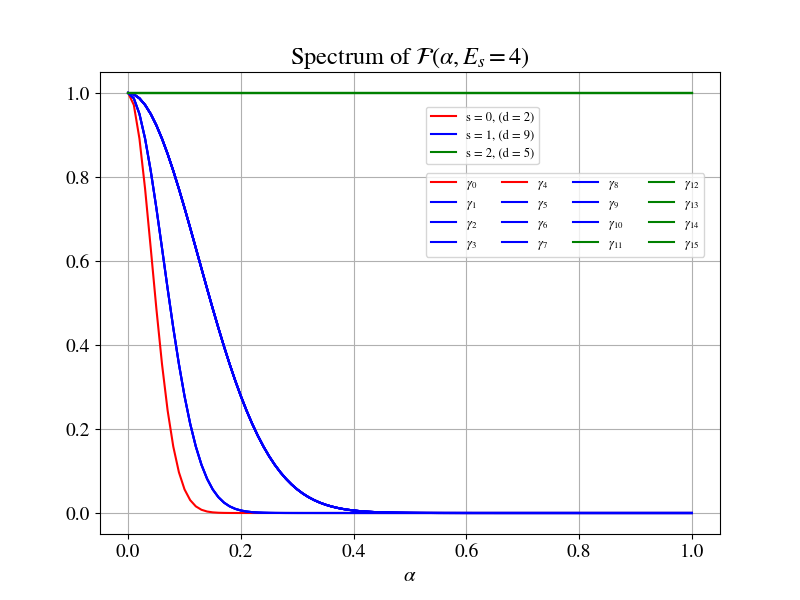 Spectrum of 𝓕(α, E_s = 4)
1.0
0.8
0.6
0.4
0.2
0.0
s = 0, (d = 2)
s = 1, (d = 9)
s = 2, (d = 5)
γ₀ γ₄ γ₈ γ₁₂
γ₁ γ₅ γ₉ γ₁₃
γ₂ γ₆ γ₁₀ γ₁₄
γ₃ γ₇ γ₁₁ γ₁₅
0.0 0.2 0.4 0.6 0.8 1.0
α